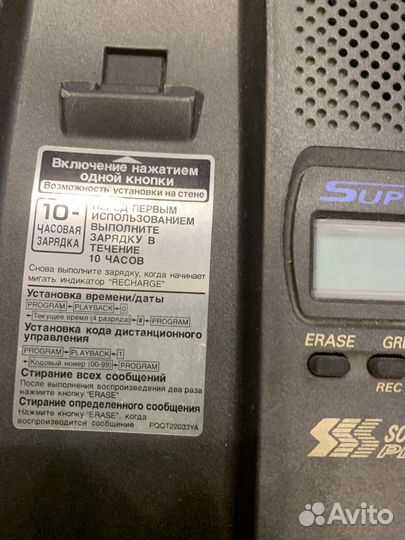 Включение нажатием
одной кнопки
Возможность установки на стене
10-
ЧАСОВАЯ
ЗАРЯДКА
ПЕРЕД ПЕРВЫМ
ИСПОЛЬЗОВАНИЕМ
ВЫПОЛНИТЕ
ЗАРЯДКУ В
ТЕЧЕНИЕ
10 ЧАСОВ
Снова выполните зарядку, когда начинает
мигать индикатор "RECHARGE"
Установка времени/даты
PROGRAM PLAYBACK 0
Текущее время (4 разряда) # PROGRAM
Установка кода дистанционного
управления
PROGRAM PLAYBACK 1
Кодовый номер (00-99) PROGRAM
Стирание всех сообщений
После выполнения воспроизведения два раза
нажмите кнопку "ERASE"
Стирание определенного сообщения
Нажмите кнопку "ERASE", когда
воспроизводится сообщение PQQT22033YA
SUP
ERASE GR
REC
SSS SO
PL
Avito